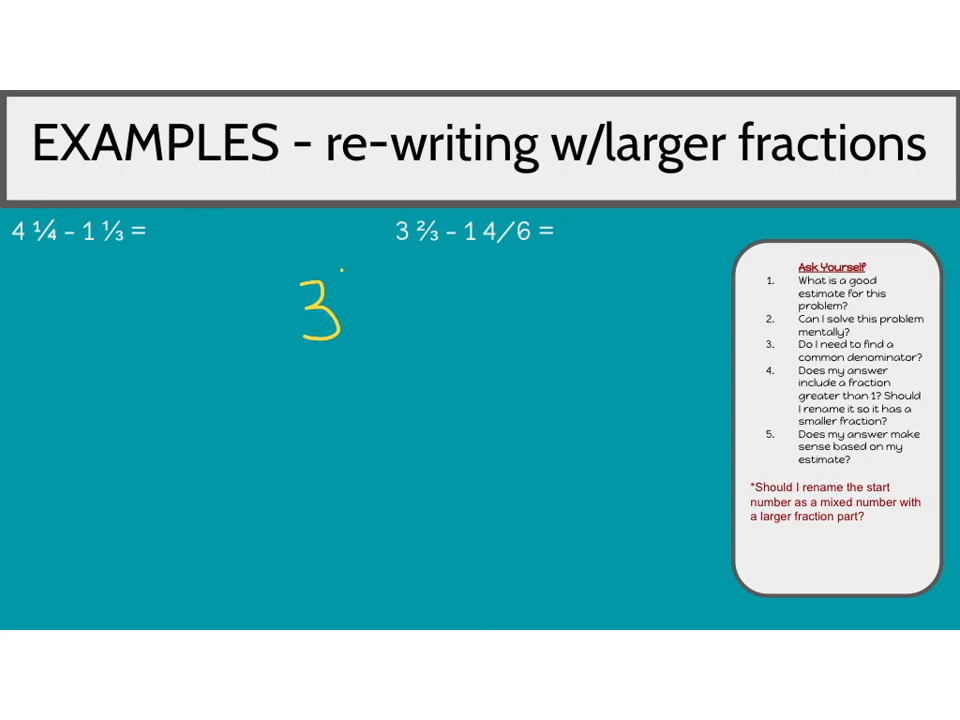 EXAMPLES - re-writing w/larger fractions
4 ¼ - 1 ⅓ =
3 ⅔ - 1 4/6 =
3
Ask Yourself
1. What is a good
estimate for this
problem?
2. Can I solve this problem
mentally?
3. Do I need to find a
common denominator?
4. Does my answer
include a fraction
greater than 1? Should
I rename it so it has a
smaller fraction?
5. Does my answer make
sense based on my
estimate?
*Should I rename the start
number as a mixed number with
a larger fraction part?